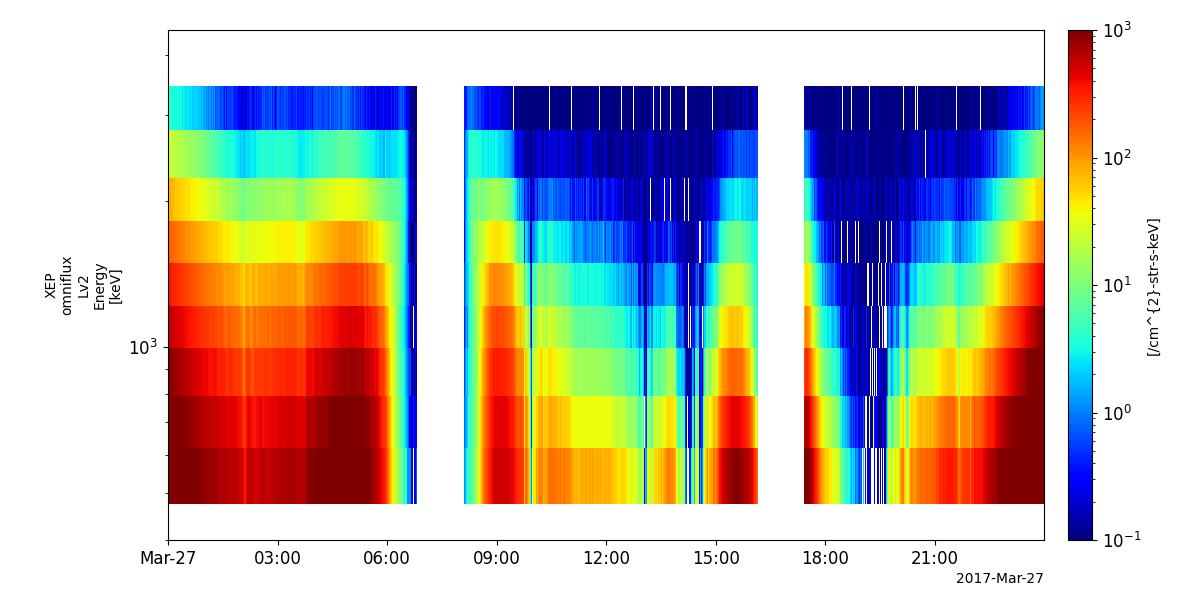 XEP
omniflux
Lv2
Energy
[keV]
10^3
Mar-27
03:00
06:00
09:00
12:00
15:00
18:00
21:00
2017-Mar-27
10^3
10^2
10^1
10^0
10^−1
[/cm^{2}-str-s-keV]